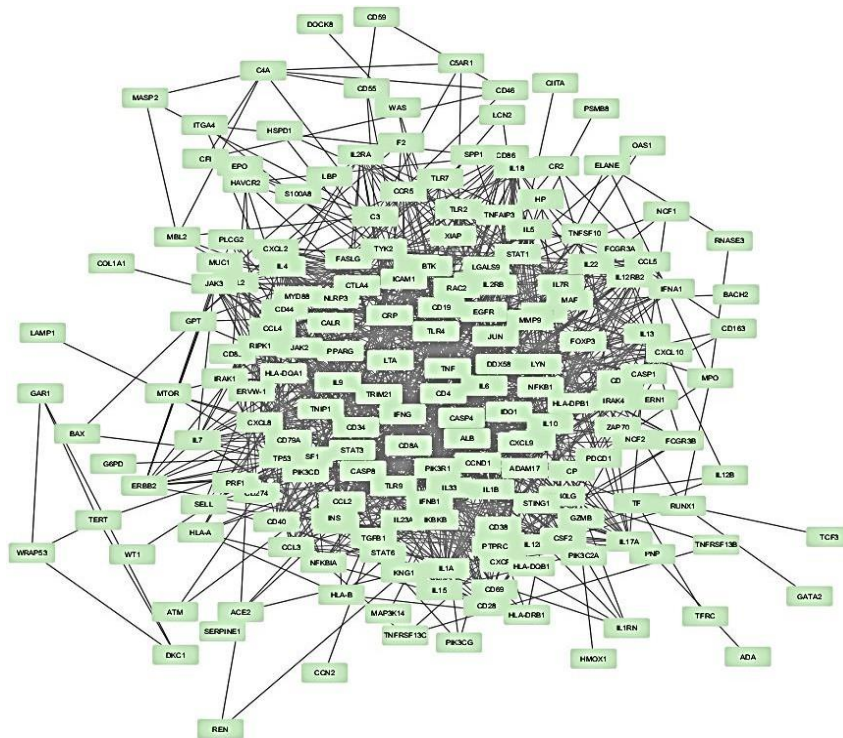 DOCK8
CD59
C4A
C5AR1
CD55
CD46
CIITA
MASP2
WAS
PSMB8
LCN2
ITGA4
HSPD1
F2
OAS1
CFI
IL2RA
SPP1
CD86
ELANE
EPO
IL18
CR2
HAVCR2
LBP
TLR7
S100A8
CCR5
HP
NCF1
C3
TLR2
TNFAIP3
IL5
TNFSF10
MBL2
PLCG2
CXCL2
TYK2
XIAP
RNASE3
MUC1
IL4
FASLG
BTK
LGALS9
STAT1
FCGR3A
COL1A1
IL22
CCL5
JAK3
ICAM1
IL12RB2
CTLA4
RAC2
IL2RB
IL7R
IFNA1
MYD88
NLRP3
BACH2
CD44
CD19
MAF
GPT
CALR
CRP
EGFR
MMP9
CCL4
TLR4
CD163
LAMP1
RIPK1
JAK2
JUN
FOXP3
IL13
PPARG
CXCL10
LTA
DDX58
LYN
HLA-DQA1
TNF
CASP1
IIRAK1
MPO
GAR1
MTOR
ERVW-1
IL9
TRIM21
CD4
IL6
NFKB1
ERN1
HLA-DPB1
IRAK4
TNIP1
IFNG
CASP4
IDO1
CXCL8
CD34
IL10
ZAP70
BAX
IL7
CD79A
CD8A
ALB
CXCL9
NCF2
FCGR3B
TP53
SF1
STAT3
PDCD1
G6PD
PIK3CD
CASP8
PIK3R1
CCND1
ADAM17
CP
IL12B
ERBB2
PRF1
TLR9
IL33
IL1B
IGLG
CCL2
IFNB1
SELL
STING1
TF
RUNX1
TERT
CD40
INS
IL23A
IKBKB
GZMB
HLA-A
CD38
TGFB1
PTPRC
CSF2
IL17A
TNFRSF13B
TCF3
WRAP53
WT1
CCL3
STAT6
PIK3C2A
PNP
NFKBIA
KNG1
IL1A
HLA-DQB1
IL15
CD69
HLA-B
CD28
ATM
ACE2
MAP3K14
HLA-DRB1
TFRC
GATA2
SERPINE1
TNFRSF13C
PIK3CG
IL1RN
DKC1
CCN2
HMOX1
ADA
REN